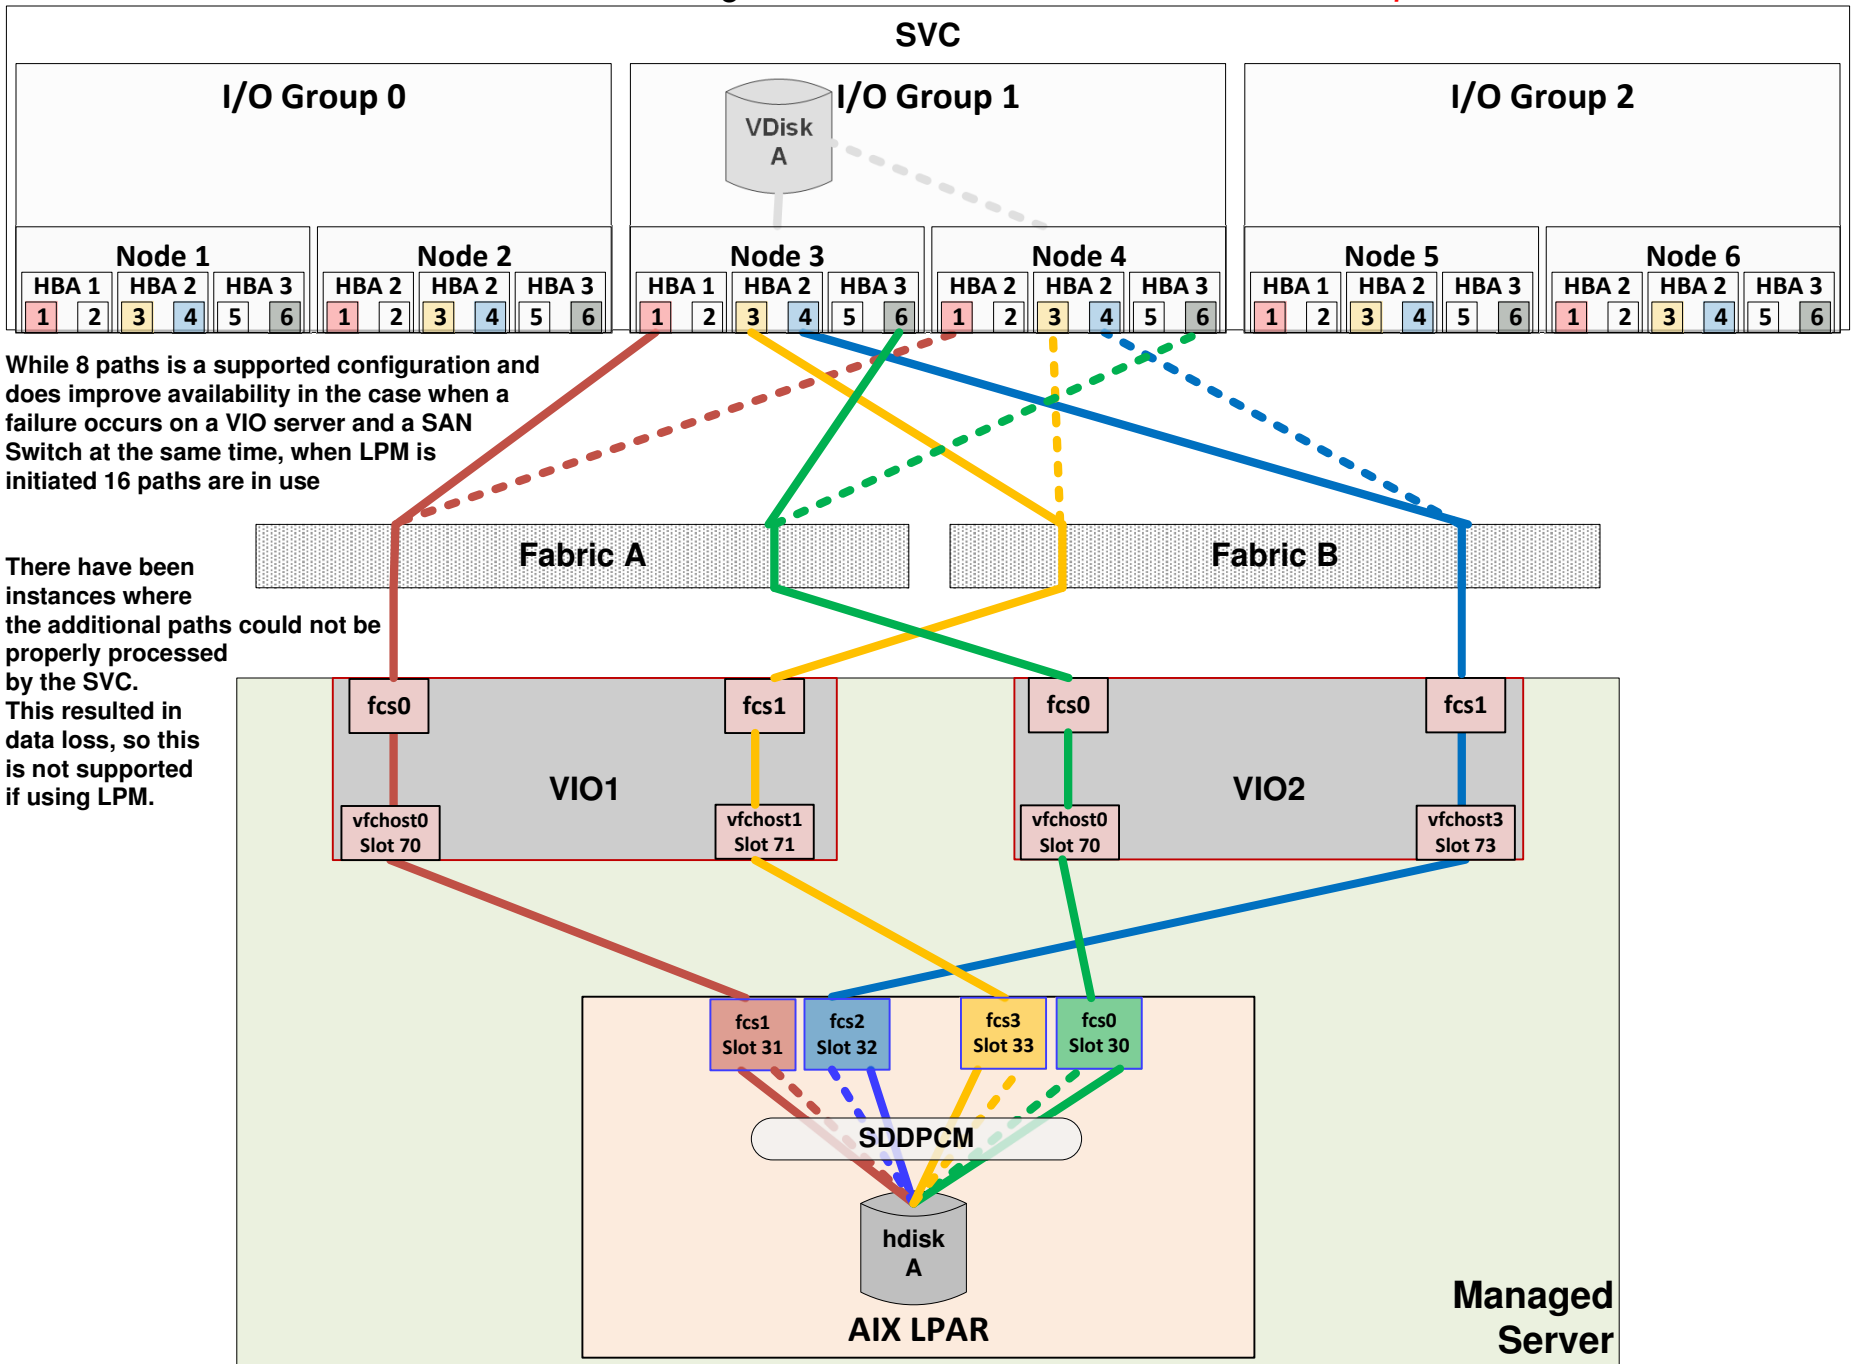 SVC
I/O Group 0
I/O Group 1
I/O Group 2
VDisk
A
Node 1
Node 2
Node 3
Node 4
Node 5
Node 6
HBA 1 HBA 2 HBA 3
HBA 2 HBA 2 HBA 3
HBA 1 HBA 2 HBA 3
HBA 2 HBA 2 HBA 3
HBA 1 HBA 2 HBA 3
HBA 2 HBA 2 HBA 3
1 2 3 4 5 6
1 2 3 4 5 6
1 2 3 4 5 6
1 2 3 4 5 6
1 2 3 4 5 6
1 2 3 4 5 6
While 8 paths is a supported configuration and
does improve availability in the case when a
failure occurs on a VIO server and a SAN
Switch at the same time, when LPM is
initiated 16 paths are in use
There have been
instances where
the additional paths could not be
properly processed
by the SVC.
This resulted in
data loss, so this
is not supported
if using LPM.
Fabric A
Fabric B
fcs0
fcs1
fcs0
fcs1
VIO1
VIO2
vfchost0
Slot 70
vfchost1
Slot 71
vfchost0
Slot 70
vfchost3
Slot 73
fcs1
Slot 31
fcs2
Slot 32
fcs3
Slot 33
fcs0
Slot 30
SDDPCM
hdisk
A
AIX LPAR
Managed
Server